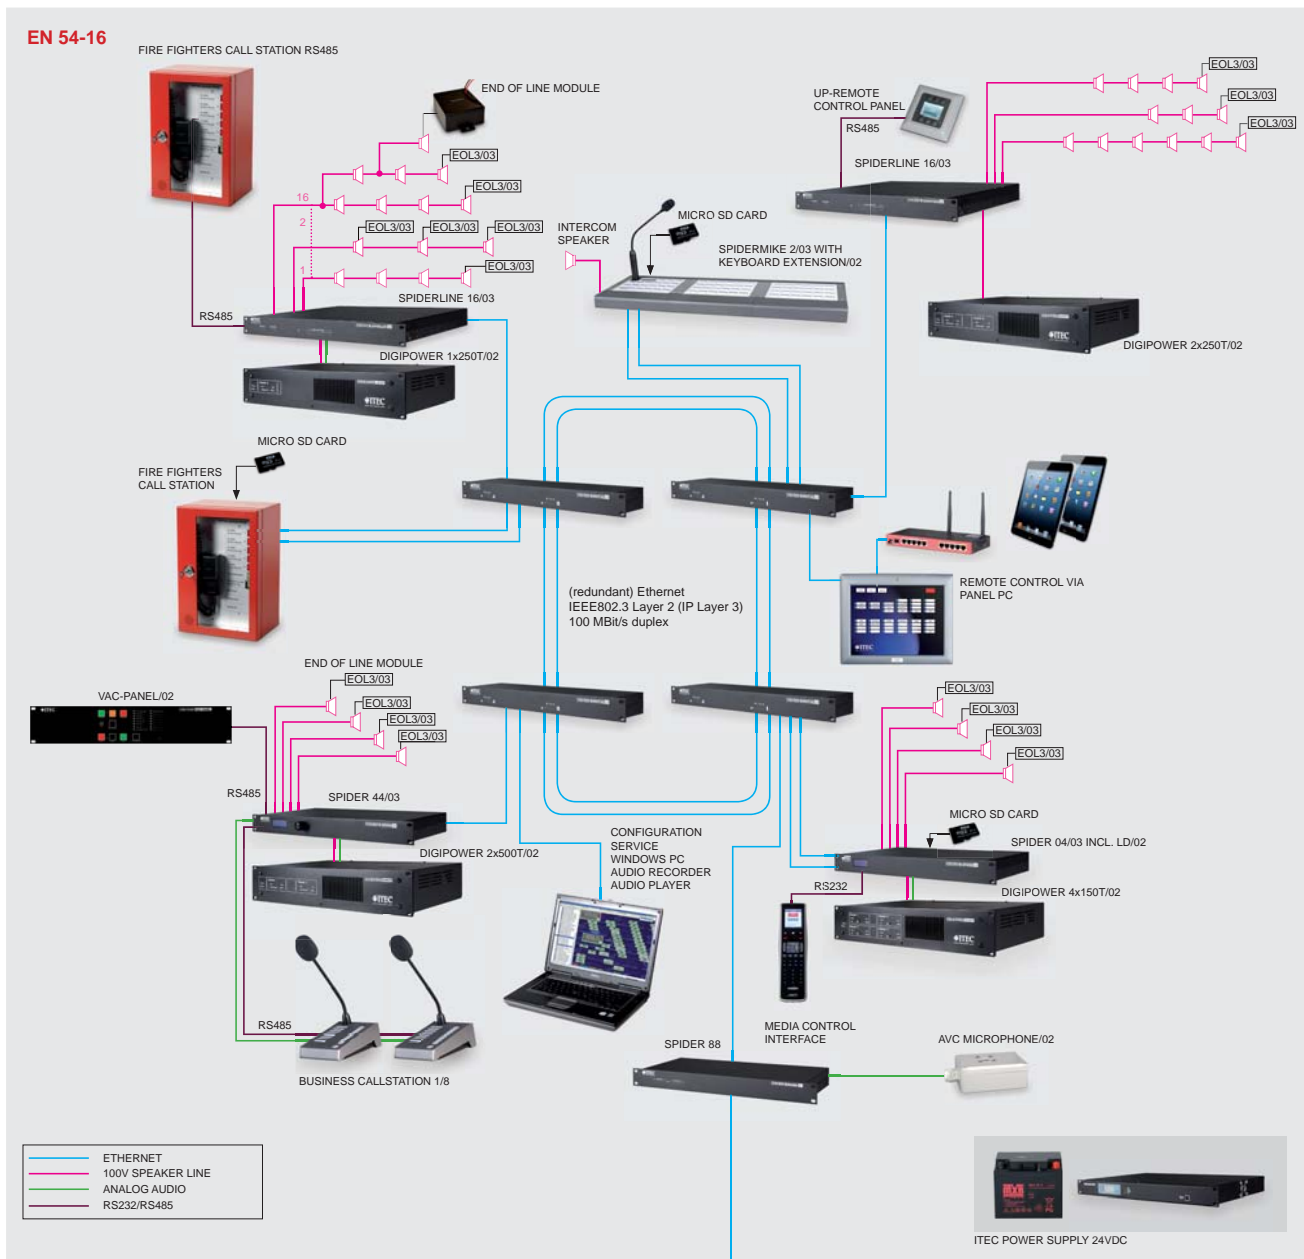 EN 54-16
FIRE FIGHTERS CALL STATION RS485
END OF LINE MODULE
EOL3/03
EOL3/03
16
2
EOL3/03
EOL3/03
EOL3/03
1
EOL3/03
SPIDERLINE 16/03
RS485
DIGIPOWER 1x250T/02
ITEC
UP-REMOTE
CONTROL PANEL
RS485
EOL3/03
EOL3/03
EOL3/03
SPIDERLINE 16/03
MICRO SD CARD
INTERCOM
SPEAKER
SPIDERMIKE 2/03 WITH
KEYBOARD EXTENSION/02
ITEC
DIGIPOWER 2x250T/02
MICRO SD CARD
FIRE FIGHTERS
CALL STATION
(redundant) Ethernet
IEEE802.3 Layer 2 (IP Layer 3)
100 MBit/s duplex
REMOTE CONTROL VIA
PANEL PC
ITEC
END OF LINE MODULE
EOL3/03
EOL3/03
EOL3/03
EOL3/03
VAC-PANEL/02
ITEC
RS485
SPIDER 44/03
DIGIPOWER 2x500T/02
ITEC
CONFIGURATION
SERVICE
WINDOWS PC
AUDIO RECORDER
AUDIO PLAYER
EOL3/03
EOL3/03
EOL3/03
EOL3/03
MICRO SD CARD
SPIDER 04/03 INCL. LD/02
RS232
DIGIPOWER 4x150T/02
ITEC
RS485
BUSINESS CALLSTATION 1/8
MEDIA CONTROL
INTERFACE
SPIDER 88
AVC MICROPHONE/02
ETHERNET
100V SPEAKER LINE
ANALOG AUDIO
RS232/RS485
ITEC POWER SUPPLY 24VDC